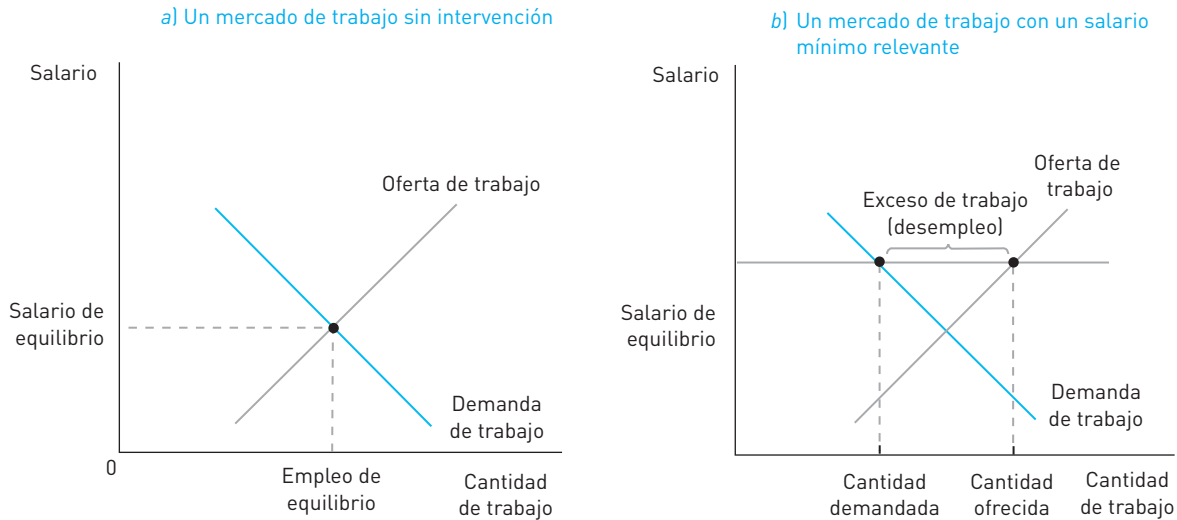 a) Un mercado de trabajo sin intervención
Salario
Oferta de trabajo
Salario de
equilibrio
Demanda
de trabajo
0
Empleo de
equilibrio
Cantidad
de trabajo
b) Un mercado de trabajo con un salario
mínimo relevante
Salario
Oferta de
trabajo
Exceso de trabajo
(desempleo)
Salario de
equilibrio
Demanda
de trabajo
Cantidad
demandada
Cantidad
ofrecida
Cantidad
de trabajo